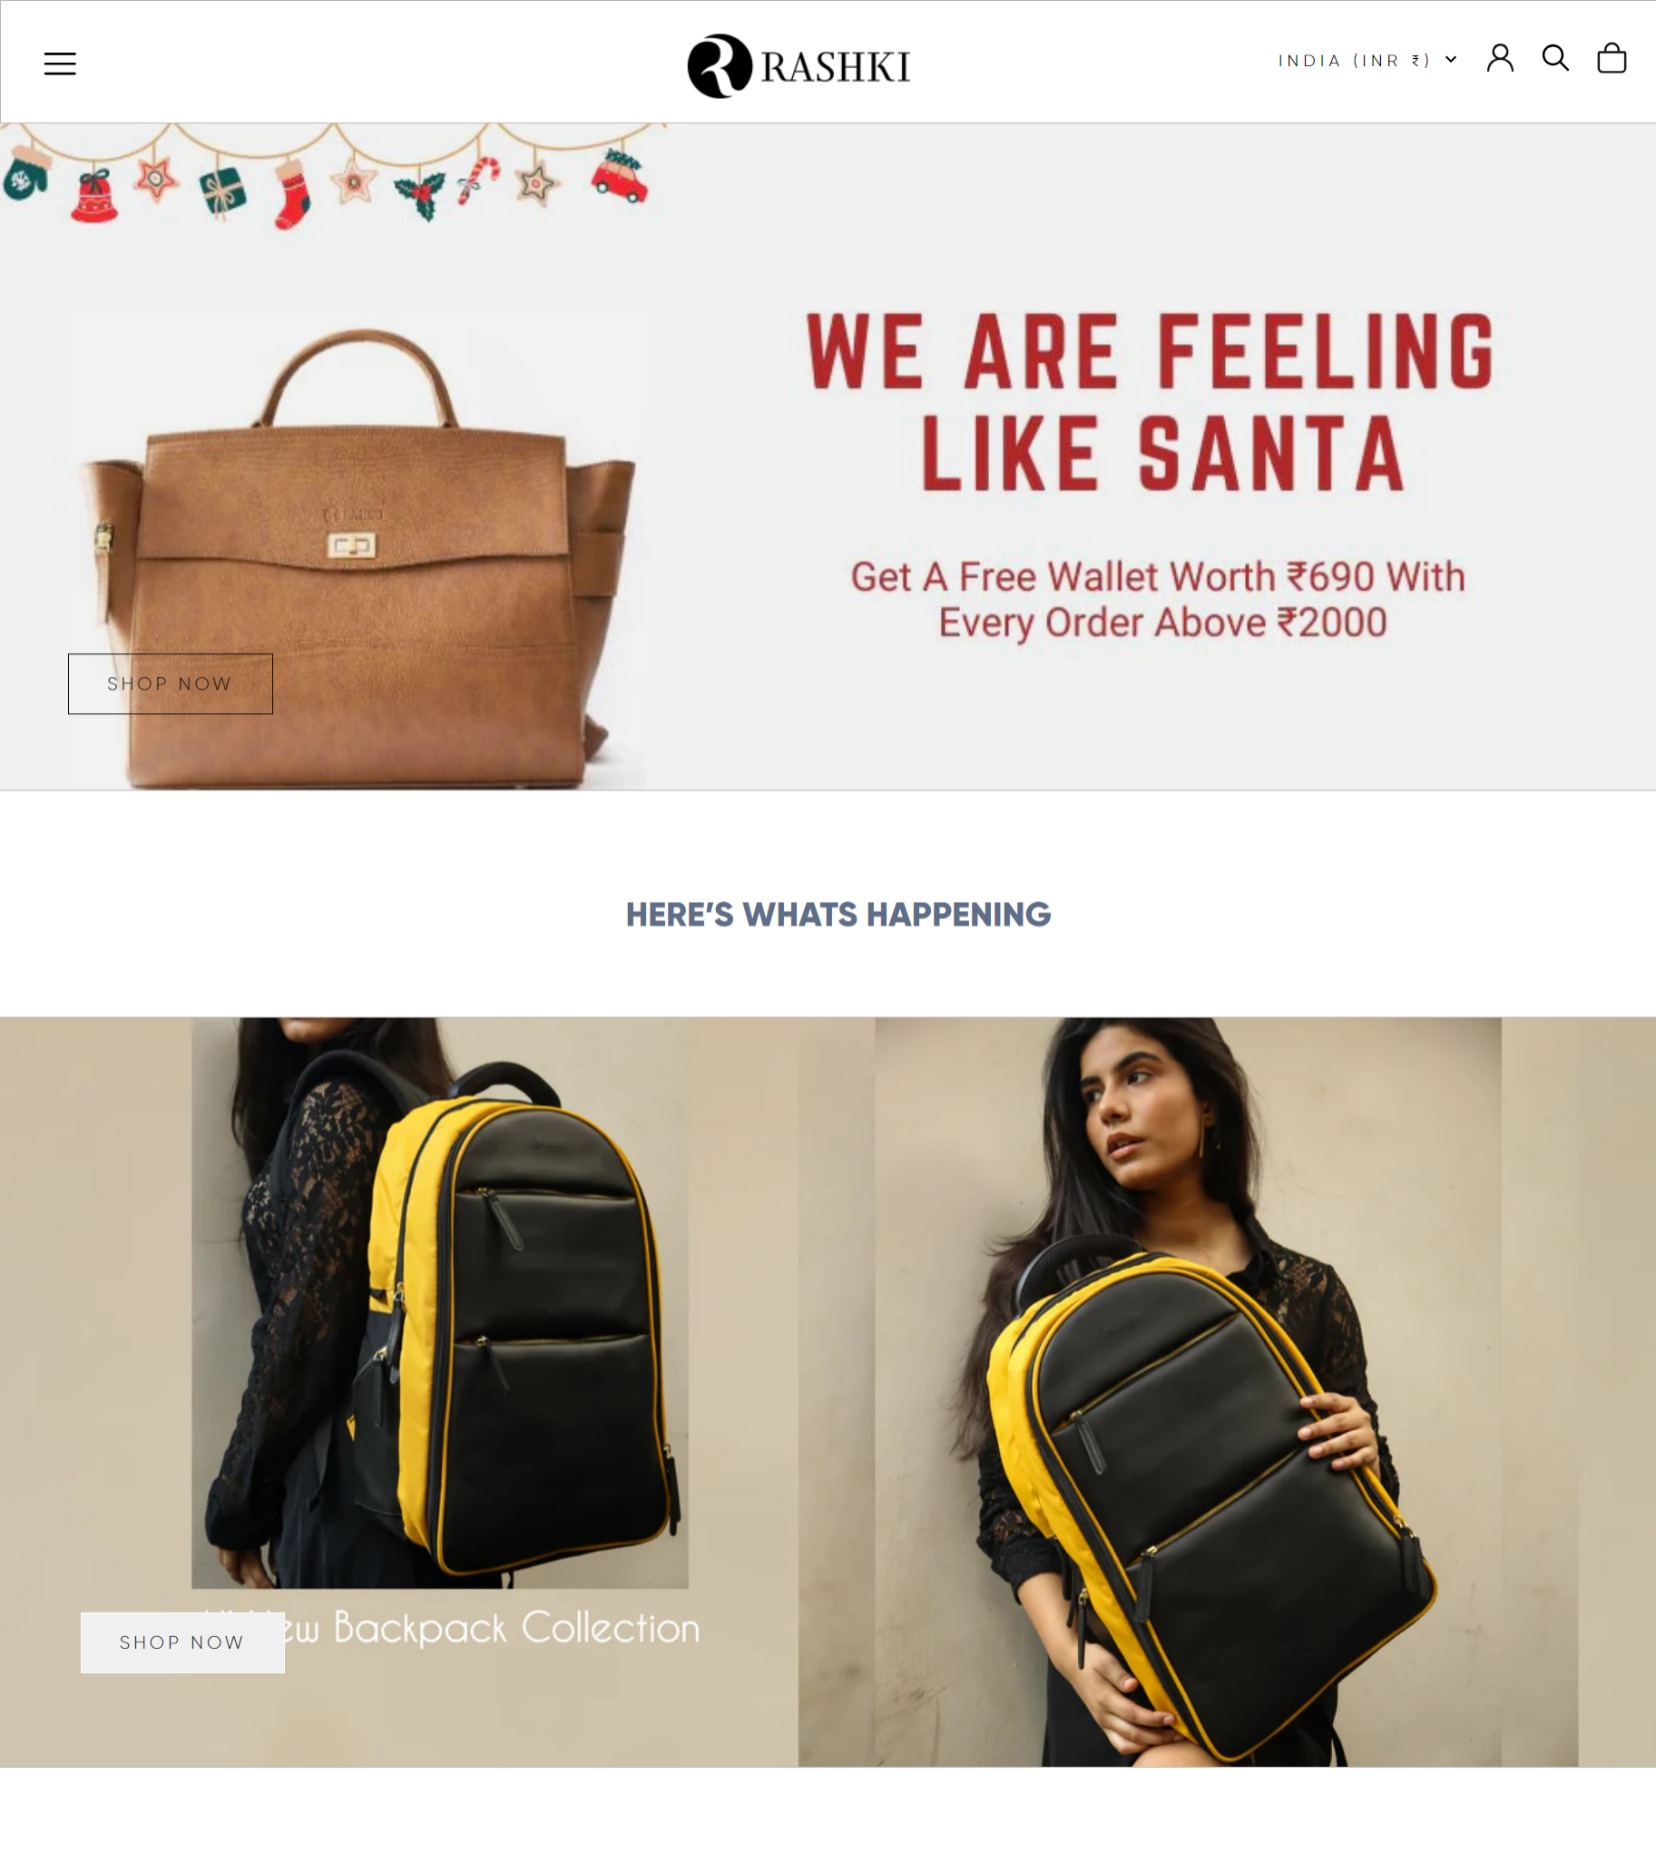 RASHKI
INDIA (INR ₹)
WE ARE FEELING
LIKE SANTA
Get A Free Wallet Worth ₹690 With
Every Order Above ₹2000
SHOP NOW
HERE'S WHATS HAPPENING
Backpack Collection
SHOP NOW